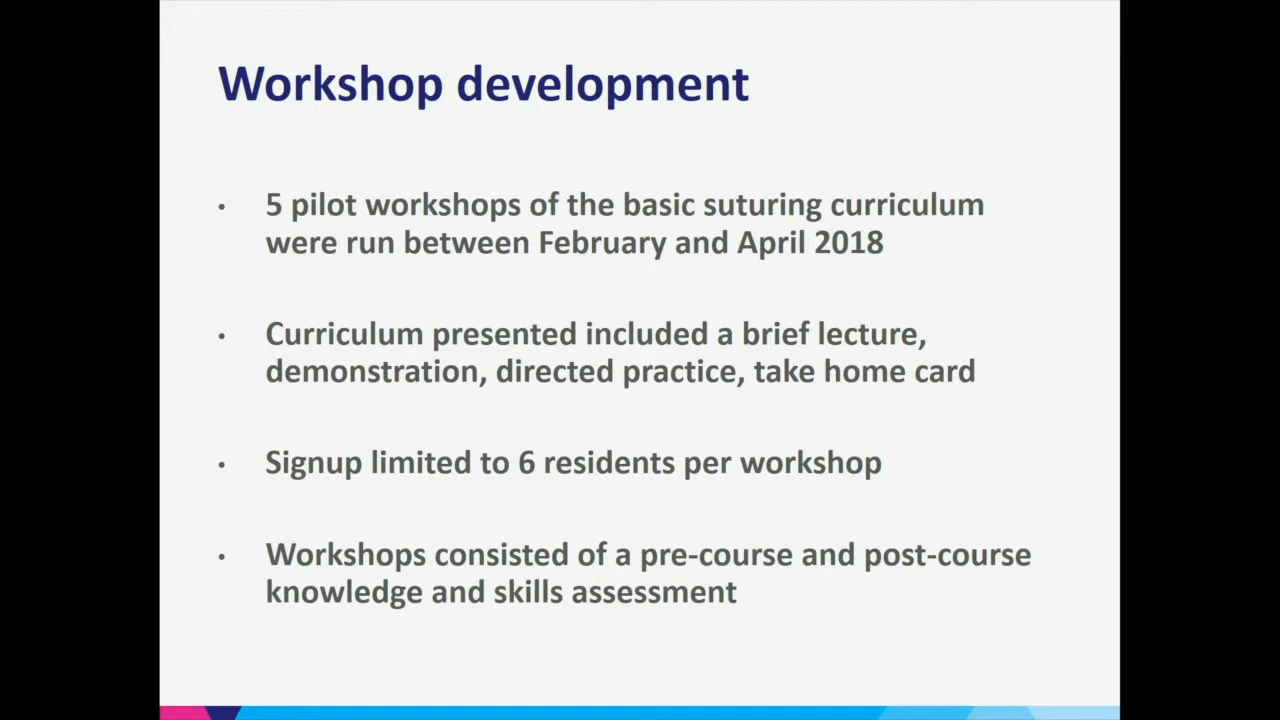 Workshop development
• 5 pilot workshops of the basic suturing curriculum
were run between February and April 2018
• Curriculum presented included a brief lecture,
demonstration, directed practice, take home card
• Signup limited to 6 residents per workshop
• Workshops consisted of a pre-course and post-course
knowledge and skills assessment